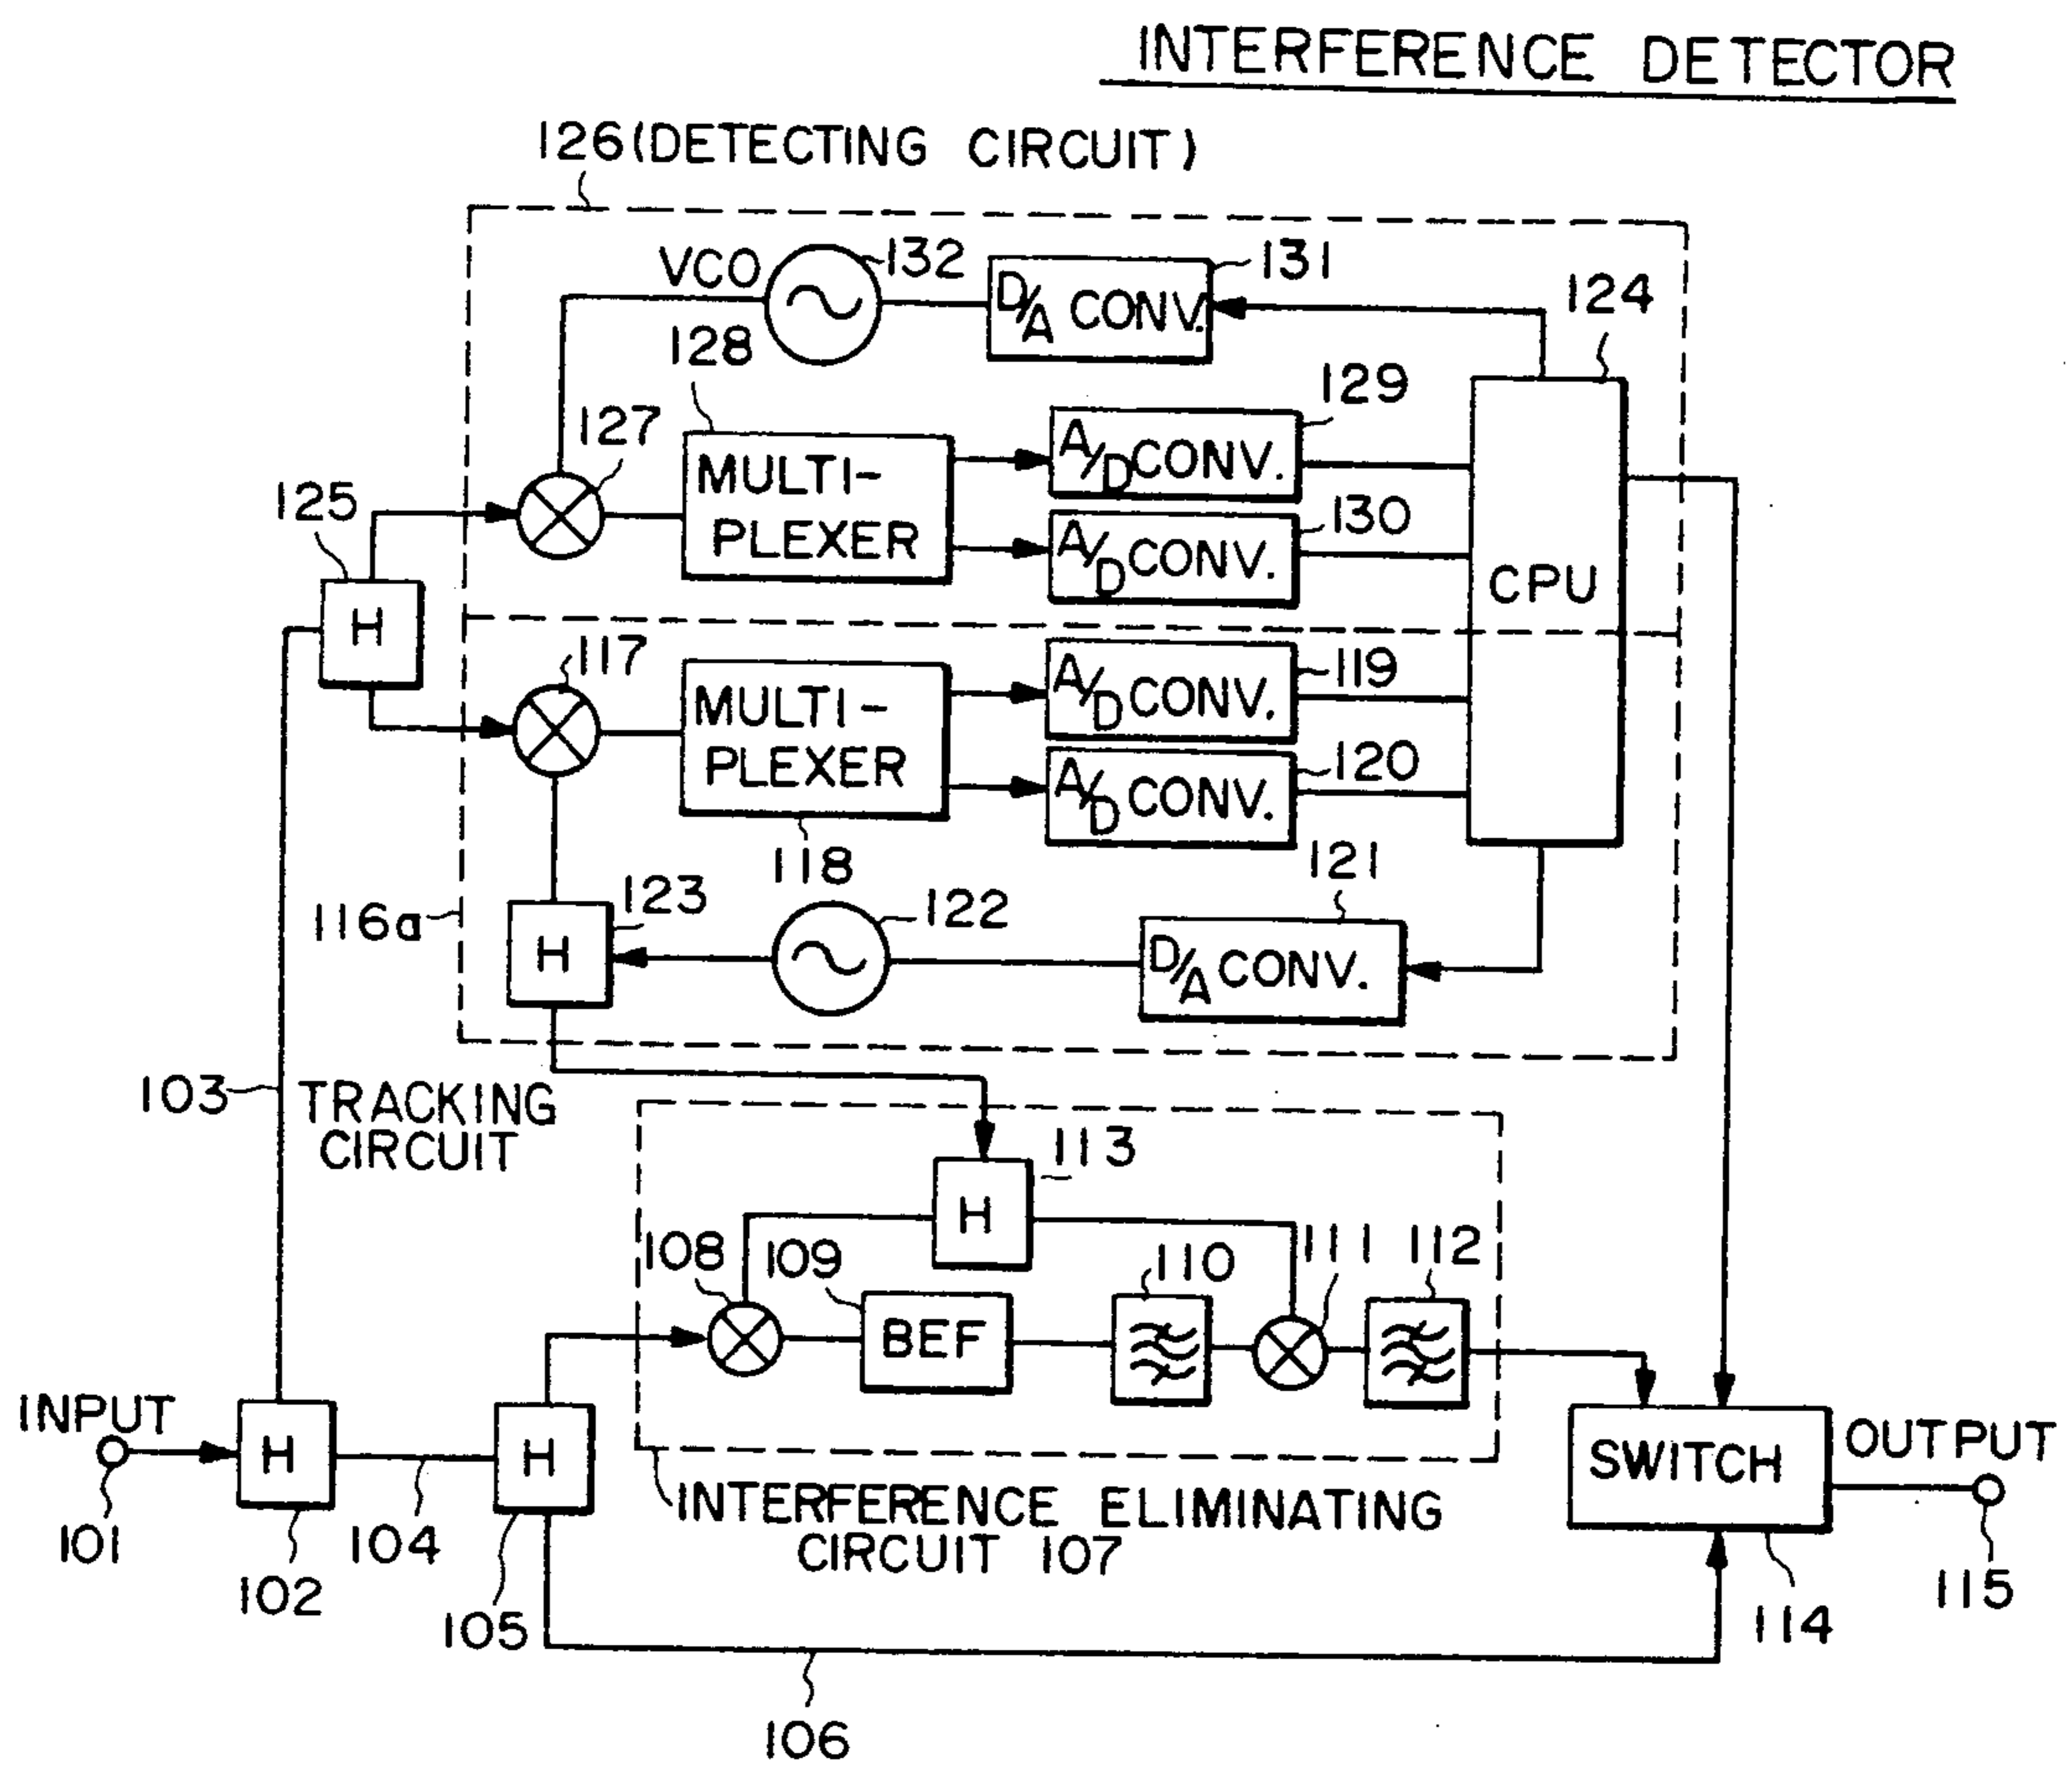 INTERFERENCE DETECTOR
126 (DETECTING CIRCUIT)
VCO
132
D/A CONV.
131
124
128
129
127
MULTI-
PLEXER
A/D CONV.
125
130
A/D CONV.
CPU
H
117
MULTI-
PLEXER
A/D CONV.
119
120
A/D CONV.
118
121
123
122
116a
H
D/A CONV.
103
TRACKING
CIRCUIT
113
H
108
109
110
111
112
BEF
INPUT
H
H
SWITCH
OUTPUT
INTERFERENCE ELIMINATING
CIRCUIT 107
101
104
102
105
115
114
106